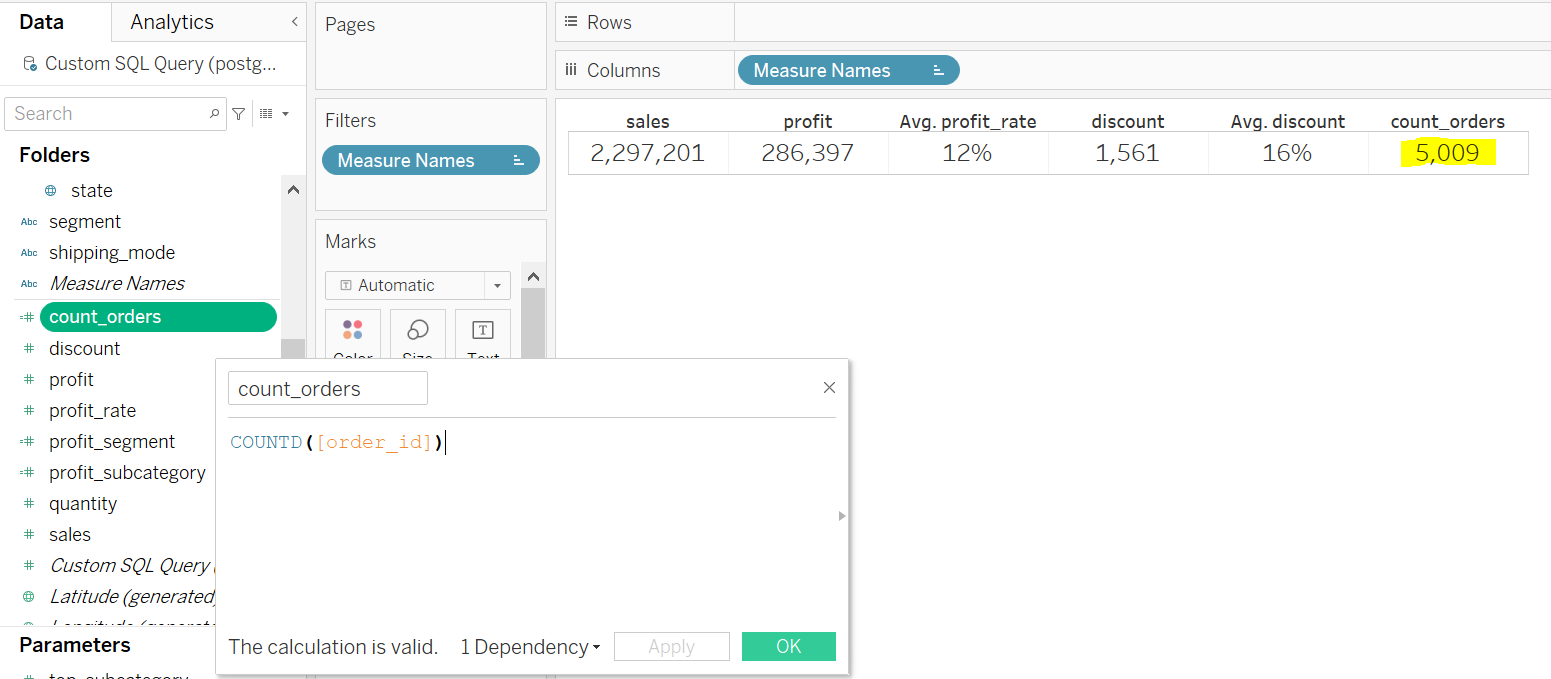 Data
Analytics
Custom SQL Query (postg...
Search
Folders
state
Abc segment
Abc shipping_mode
Abc Measure Names
count_orders
discount
profit
profit_rate
profit_segment
profit_subcategory
quantity
sales
Custom SQL Query
Latitude (generated)
Parameters
Pages
Filters
Measure Names
Marks
Automatic
Color Size Text
Rows
Columns Measure Names
sales profit Avg. profit_rate discount Avg. discount count_orders
2,297,201 286,397 12% 1,561 16% 5,009
count_orders
COUNTD([order_id])
The calculation is valid. 1 Dependency Apply OK